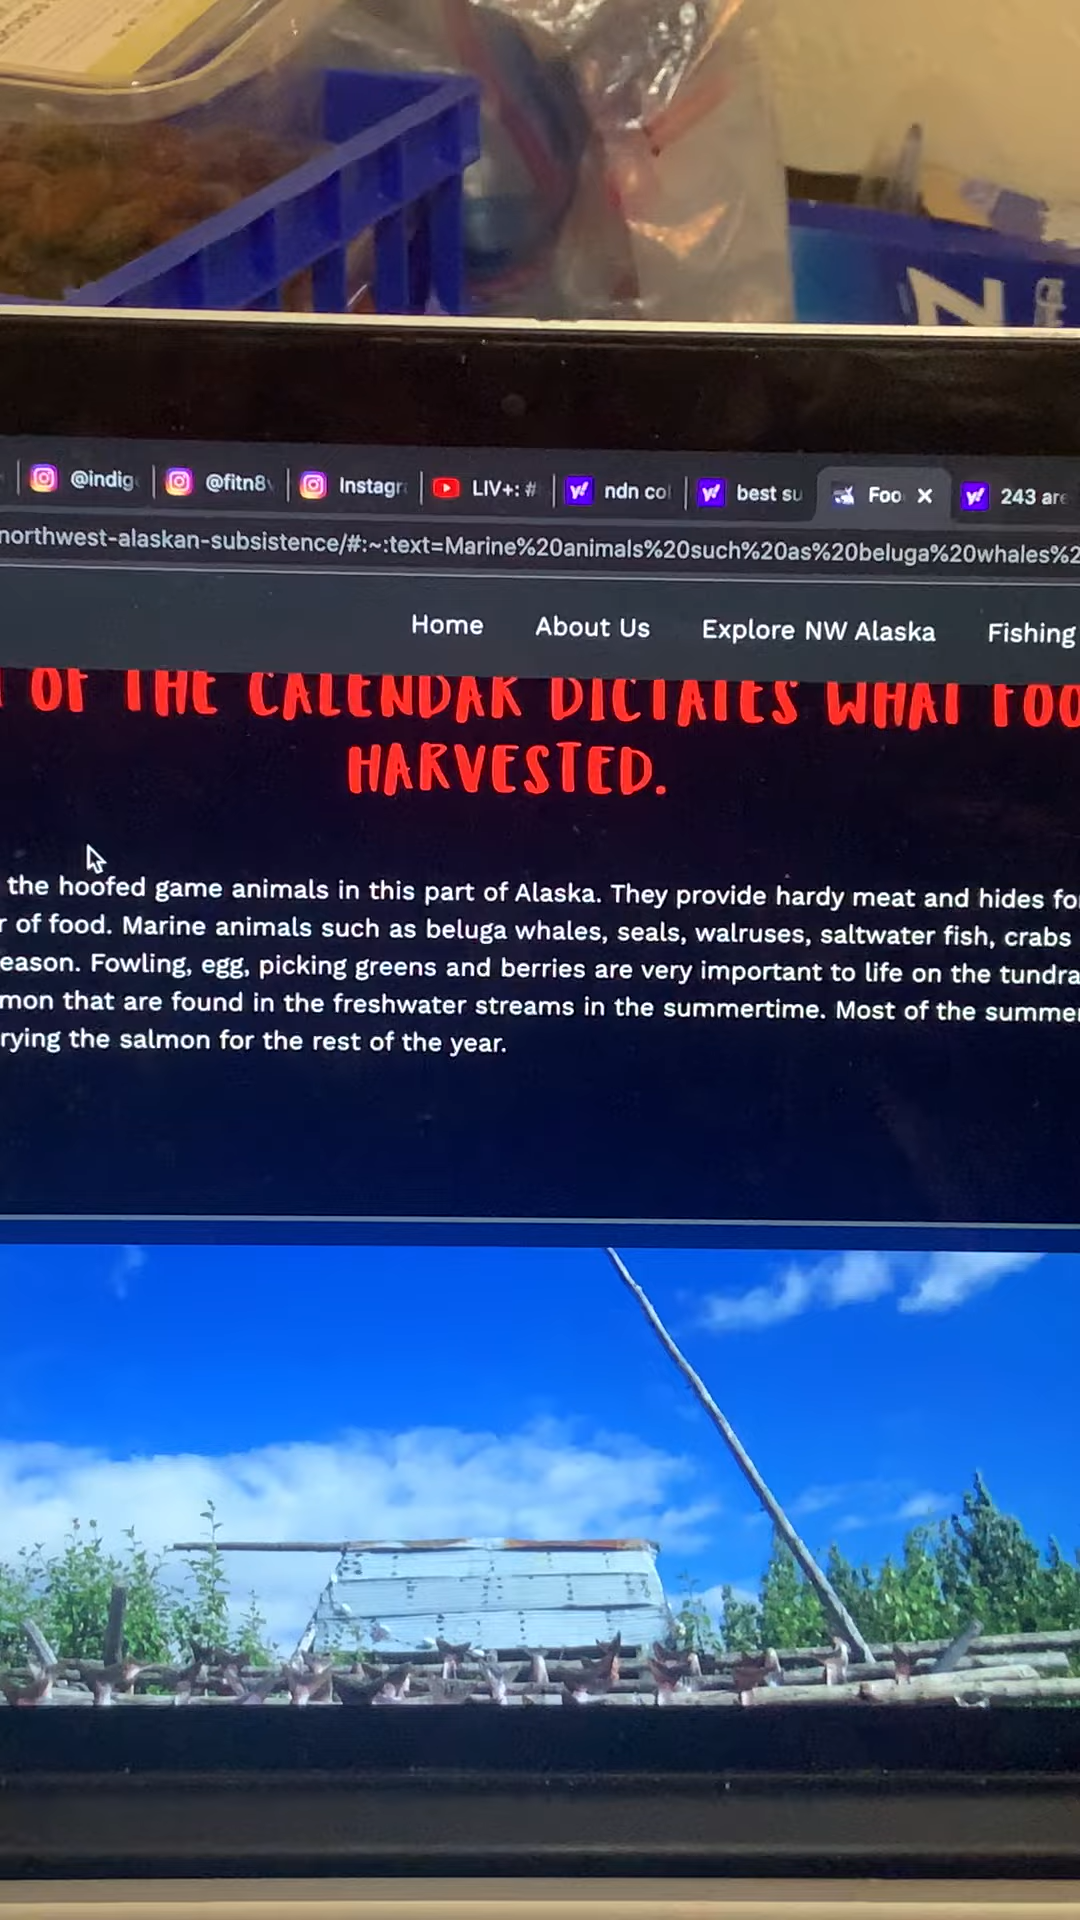 @indig
@fitn8
Instagr
LIV+: #
ndn co
best su
Foo
243 are
northwest-alaskan-subsistence/#:~:text=Marine%20animals%20such%20as%20beluga%20whales%2
Home
About Us
Explore NW Alaska
Fishing
OF THE CALENDAR DICTATES WHAT FOO
HARVESTED.
the hoofed game animals in this part of Alaska. They provide hardy meat and hides fo
r of food. Marine animals such as beluga whales, seals, walruses, saltwater fish, crabs
eason. Fowling, egg, picking greens and berries are very important to life on the tundra
mon that are found in the freshwater streams in the summertime. Most of the summer
rying the salmon for the rest of the year.